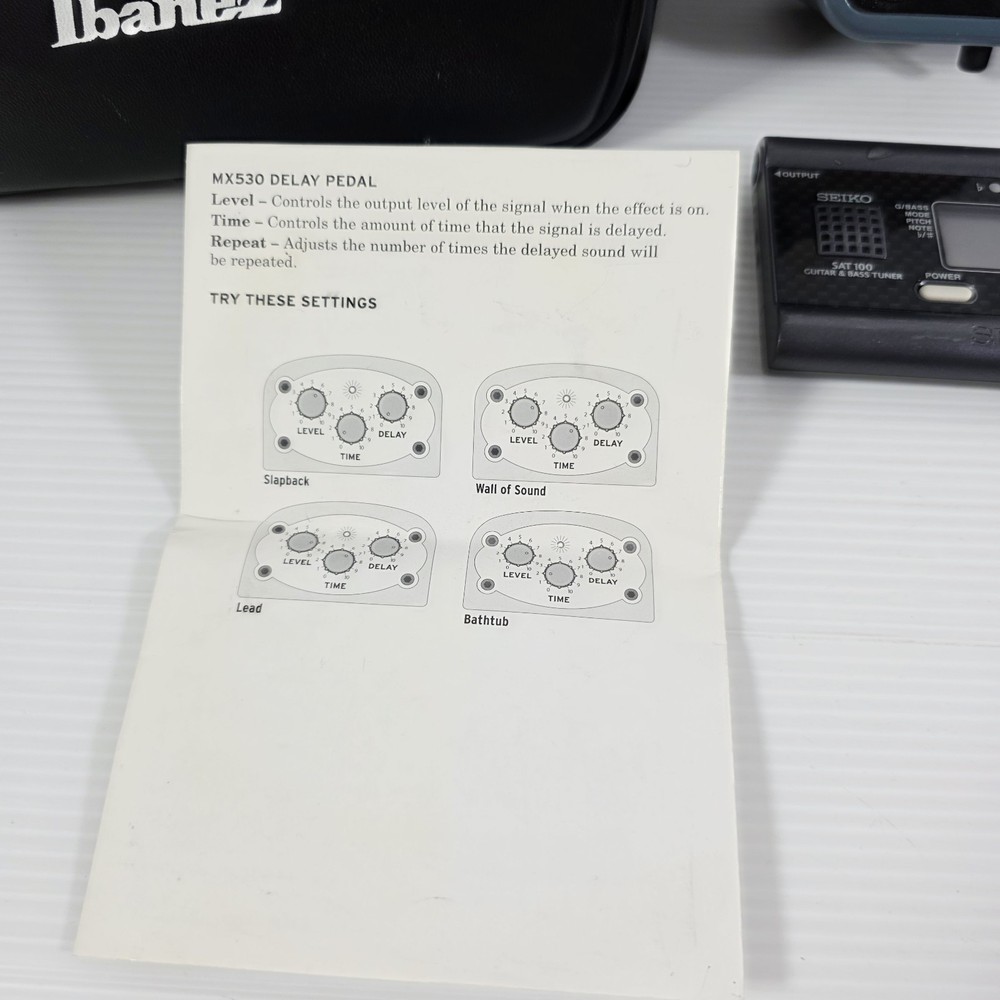 Ibanez
MX530 DELAY PEDAL
Level – Controls the output level of the signal when the effect is on.
Time – Controls the amount of time that the signal is delayed.
Repeat – Adjusts the number of times the delayed sound will
be repeated.
TRY THESE SETTINGS
LEVEL
DELAY
TIME
Slapback
LEVEL
DELAY
TIME
Wall of Sound
LEVEL
DELAY
TIME
Lead
LEVEL
DELAY
TIME
Bathtub
OUTPUT
SEIKO
G/BASS
MODE
PITCH
NOTE
♭/♯
SAT 100
GUITAR & BASS TUNER
POWER